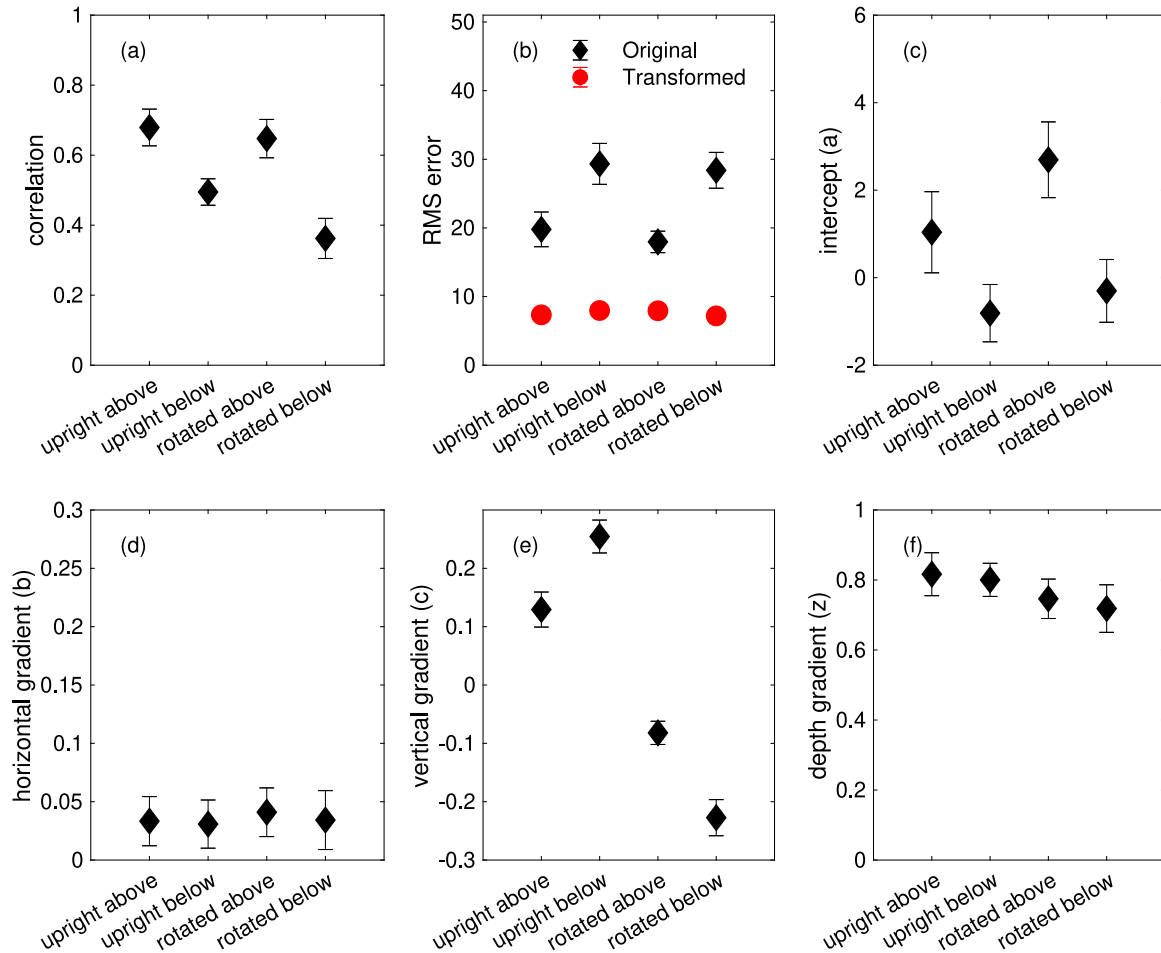 (a)
correlation
1
0.8
0.6
0.4
0.2
0
upright above
upright below
rotated above
rotated below
(b)
Original
Transformed
RMS error
50
40
30
20
10
0
upright above
upright below
rotated above
rotated below
(c)
intercept (a)
6
4
2
0
-2
upright above
upright below
rotated above
rotated below
(d)
horizontal gradient (b)
0.3
0.25
0.2
0.15
0.1
0.05
0
upright above
upright below
rotated above
rotated below
(e)
vertical gradient (c)
0.2
0.1
0
-0.1
-0.2
-0.3
upright above
upright below
rotated above
rotated below
(f)
depth gradient (z)
1
0.8
0.6
0.4
0.2
0
upright above
upright below
rotated above
rotated below